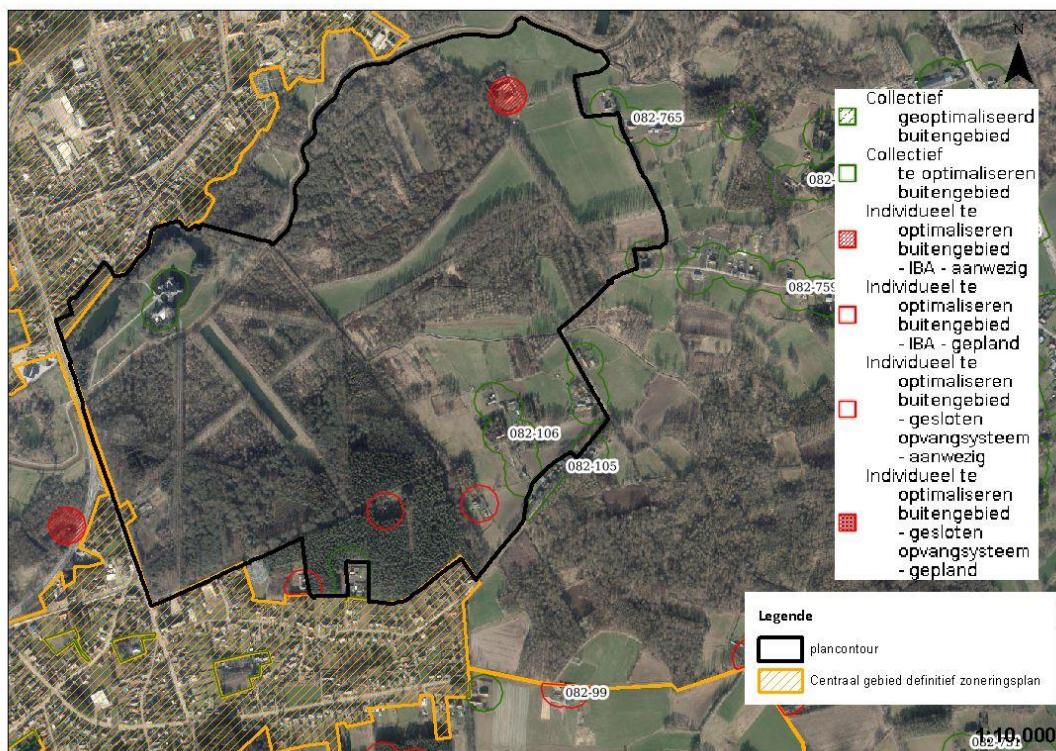 N
Collectief
geoptimaliseerd
buitengebied
Collectief
te optimaliseren
buitengebied
Individueel te
optimaliseren
buitengebied
- IBA - aanwezig
Individueel te
optimaliseren
buitengebied
- IBA - gepland
Individueel te
optimaliseren
buitengebied
- gesloten
opvangsysteem
- aanwezig
Individueel te
optimaliseren
buitengebied
- gesloten
opvangsysteem
- gepland
082-765
082-
082-759
082-106
082-105
082-99
Legende
plancontour
Centraal gebied definitief zoneringsplan
1:10,000